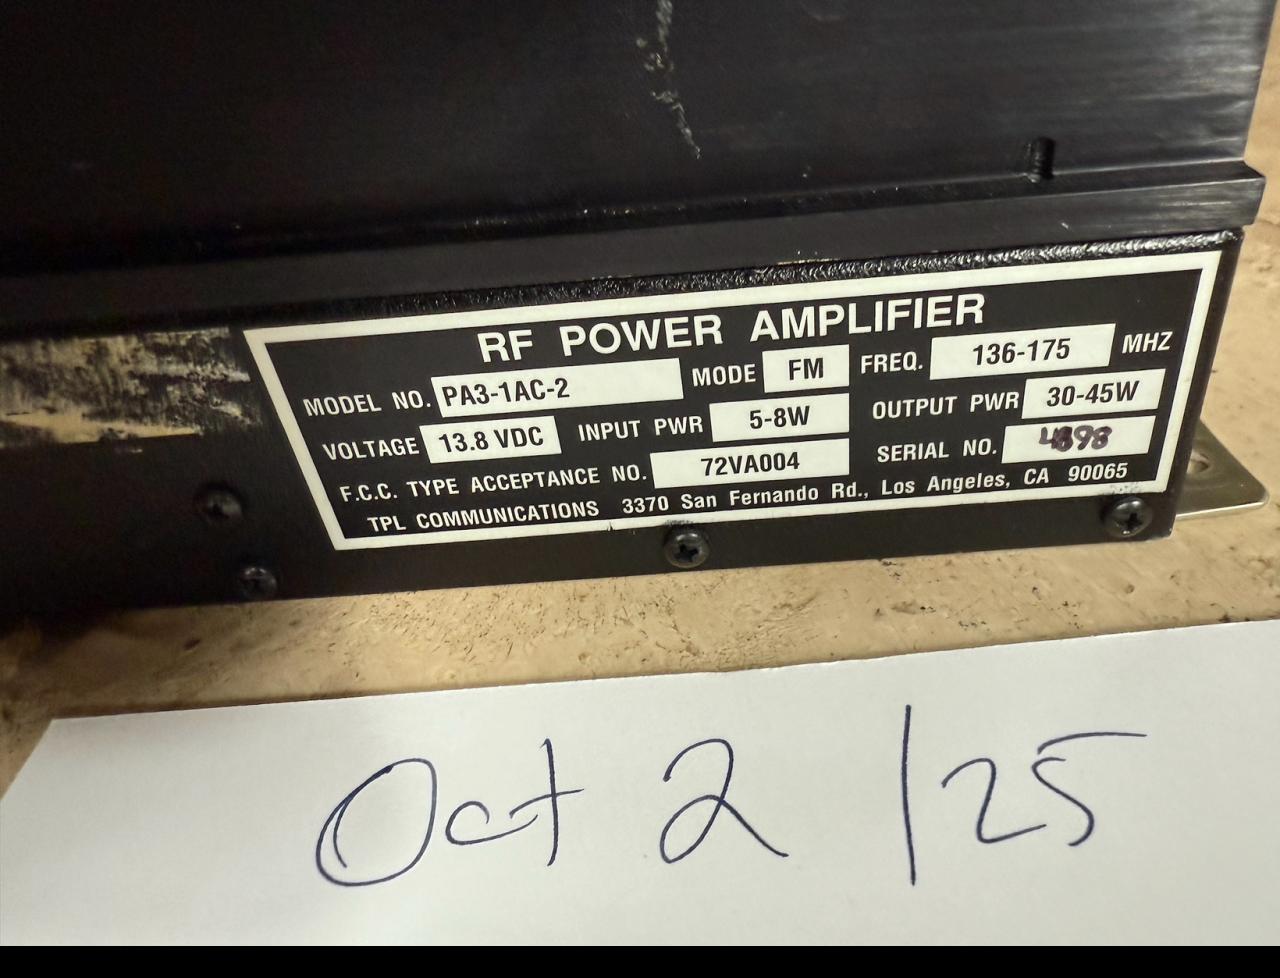 RF POWER AMPLIFIER
MODEL NO. PA3-1AC-2 MODE FM FREQ. 136-175 MHZ
VOLTAGE 13.8 VDC INPUT PWR 5-8W OUTPUT PWR 30-45W
F.C.C. TYPE ACCEPTANCE NO. 72VA004 SERIAL NO.
TPL COMMUNICATIONS 3370 San Fernando Rd., Los Angeles, CA 90065
Oct 2 /25